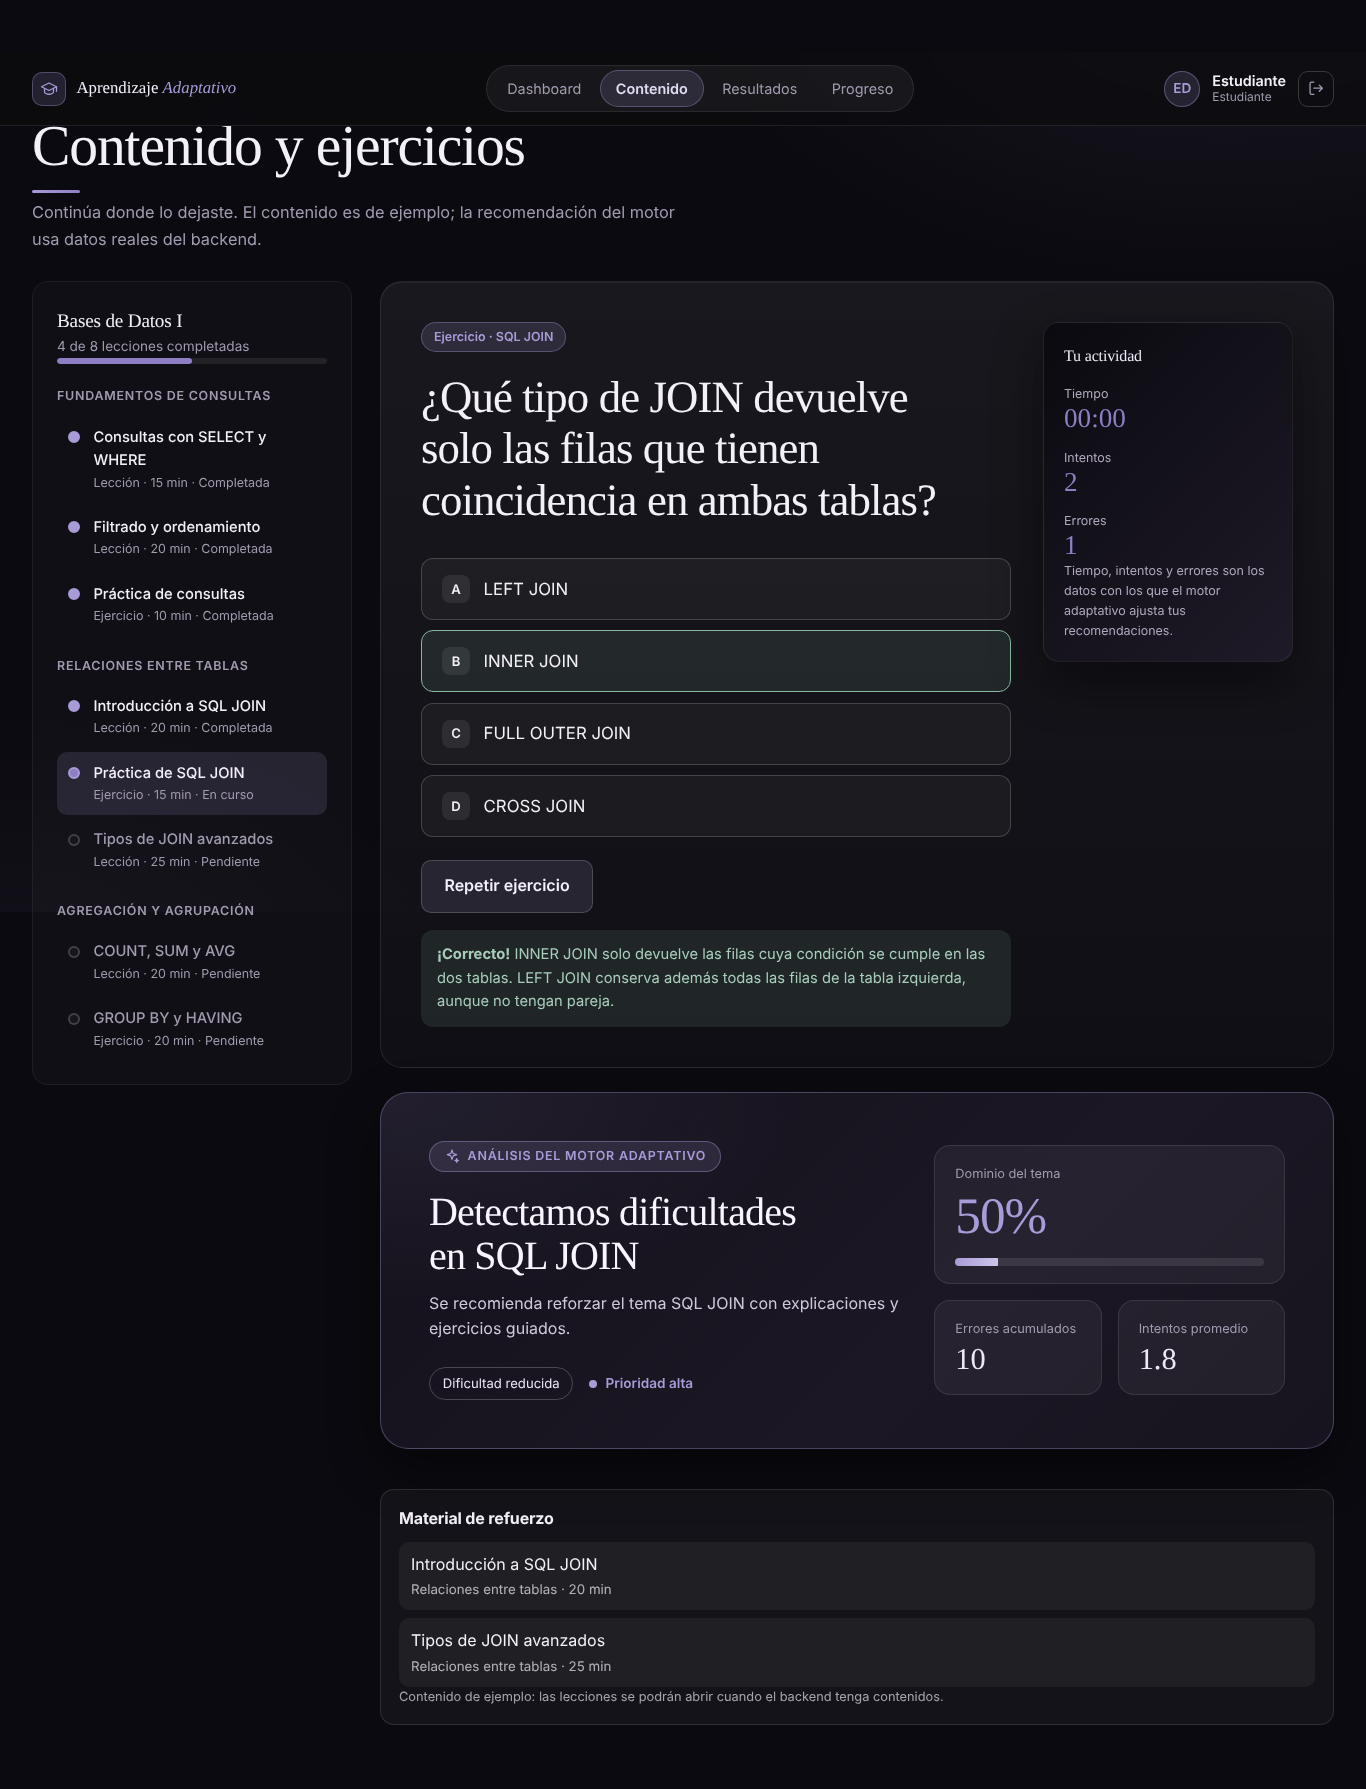 Aprendizaje Adaptativo
Dashboard
Contenido
Resultados
Progreso
ED
Estudiante
Estudiante
Contenido y ejercicios
Continúa donde lo dejaste. El contenido es de ejemplo; la recomendación del motor
usa datos reales del backend.
Bases de Datos I
4 de 8 lecciones completadas
FUNDAMENTOS DE CONSULTAS
Consultas con SELECT y
WHERE
Lección · 15 min · Completada
Filtrado y ordenamiento
Lección · 20 min · Completada
Práctica de consultas
Ejercicio · 10 min · Completada
RELACIONES ENTRE TABLAS
Introducción a SQL JOIN
Lección · 20 min · Completada
Práctica de SQL JOIN
Ejercicio · 15 min · En curso
Tipos de JOIN avanzados
Lección · 25 min · Pendiente
AGREGACIÓN Y AGRUPACIÓN
COUNT, SUM y AVG
Lección · 20 min · Pendiente
GROUP BY y HAVING
Ejercicio · 20 min · Pendiente
Ejercicio · SQL JOIN
¿Qué tipo de JOIN devuelve
solo las filas que tienen
coincidencia en ambas tablas?
A LEFT JOIN
B INNER JOIN
C FULL OUTER JOIN
D CROSS JOIN
Repetir ejercicio
¡Correcto! INNER JOIN solo devuelve las filas cuya condición se cumple en las
dos tablas. LEFT JOIN conserva además todas las filas de la tabla izquierda,
aunque no tengan pareja.
Tu actividad
Tiempo
00:00
Intentos
2
Errores
1
Tiempo, intentos y errores son los
datos con los que el motor
adaptativo ajusta tus
recomendaciones.
ANÁLISIS DEL MOTOR ADAPTATIVO
Detectamos dificultades
en SQL JOIN
Se recomienda reforzar el tema SQL JOIN con explicaciones y
ejercicios guiados.
Dificultad reducida
Prioridad alta
Dominio del tema
50%
Errores acumulados
10
Intentos promedio
1.8
Material de refuerzo
Introducción a SQL JOIN
Relaciones entre tablas · 20 min
Tipos de JOIN avanzados
Relaciones entre tablas · 25 min
Contenido de ejemplo: las lecciones se podrán abrir cuando el backend tenga contenidos.